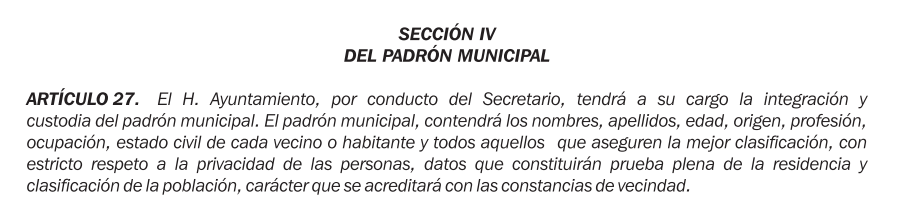 SECCIÓN IV
DEL PADRÓN MUNICIPAL
ARTÍCULO 27. El H. Ayuntamiento, por conducto del Secretario, tendrá a su cargo la integración y
custodia del padrón municipal. El padrón municipal, contendrá los nombres, apellidos, edad, origen, profesión,
ocupación, estado civil de cada vecino o habitante y todos aquellos que aseguren la mejor clasificación, con
estricto respeto a la privacidad de las personas, datos que constituirán prueba plena de la residencia y
clasificación de la población, carácter que se acreditará con las constancias de vecindad.